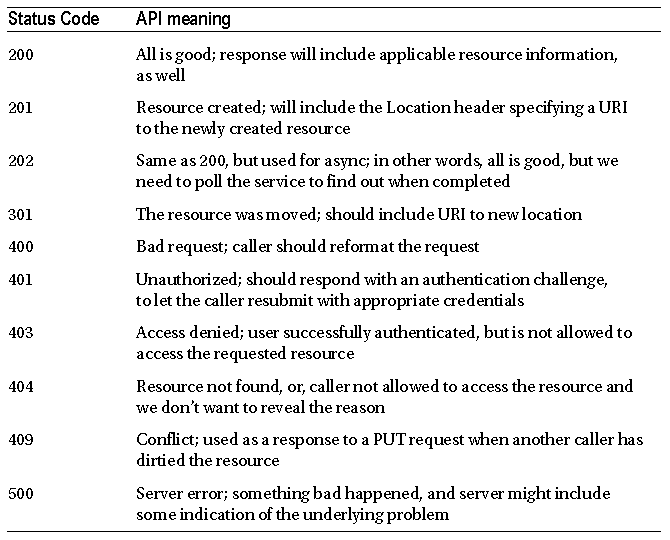 Status Code API meaning
200 All is good; response will include applicable resource information,
as well
201 Resource created; will include the Location header specifying a URI
to the newly created resource
202 Same as 200, but used for async; in other words, all is good, but we
need to poll the service to find out when completed
301 The resource was moved; should include URI to new location
400 Bad request; caller should reformat the request
401 Unauthorized; should respond with an authentication challenge,
to let the caller resubmit with appropriate credentials
403 Access denied; user successfully authenticated, but is not allowed to
access the requested resource
404 Resource not found, or, caller not allowed to access the resource and
we don't want to reveal the reason
409 Conflict; used as a response to a PUT request when another caller has
dirtied the resource
500 Server error; something bad happened, and server might include
some indication of the underlying problem